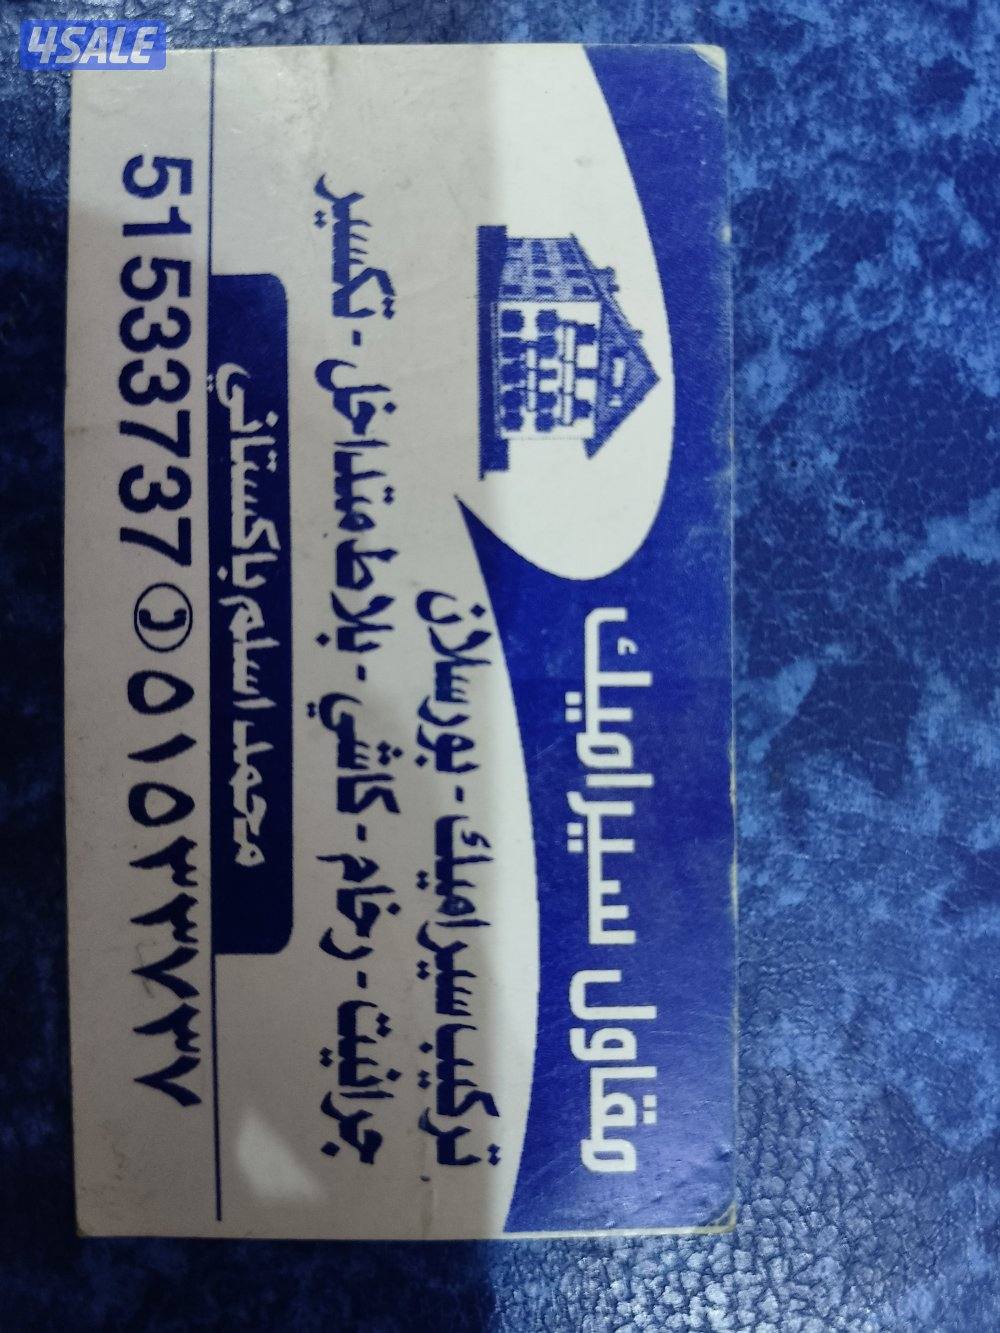 4SALE
مقاول سيراميك
تركيب سيراميك - بورسلان
جرانيت - رخام - كاشي - بلاط متداخل - تكسير
محمد اسلم باكستاني
51533737 ٥١٥٣٣٧٣٧